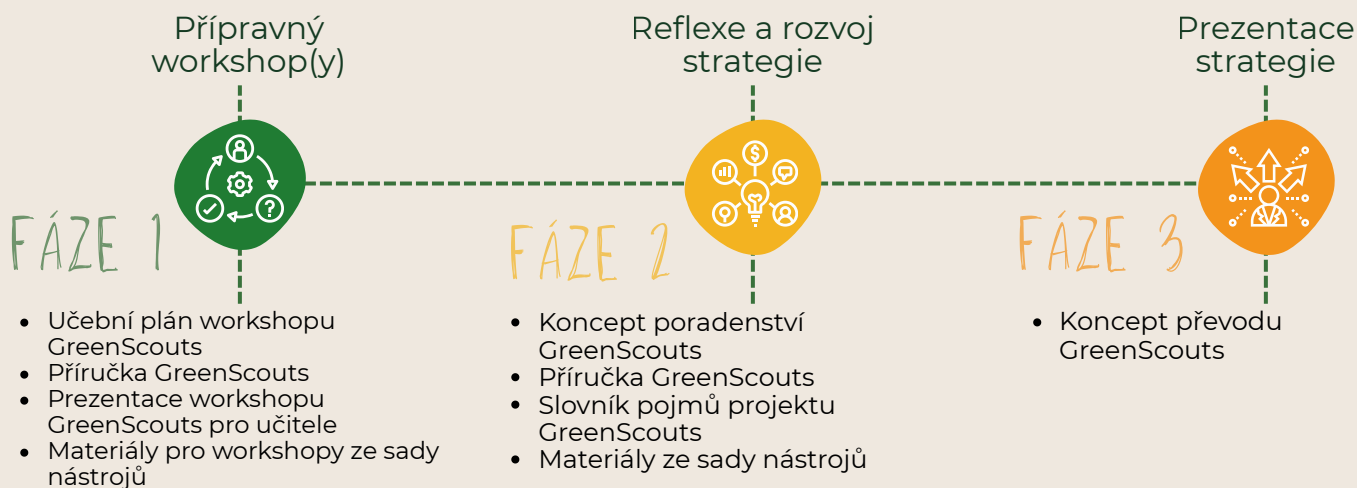 Přípravný
workshop(y)
FÁZE 1
• Učební plán workshopu
GreenScouts
• Příručka GreenScouts
• Prezentace workshopu
GreenScouts pro učitele
• Materiály pro workshopy ze sady
nástrojů
Reflexe a rozvoj
strategie
$
FÁZE 2
• Koncept poradenství
GreenScouts
• Příručka GreenScouts
• Slovník pojmů projektu
GreenScouts
• Materiály ze sady nástrojů
Prezentace
strategie
FÁZE 3
• Koncept převodu
GreenScouts